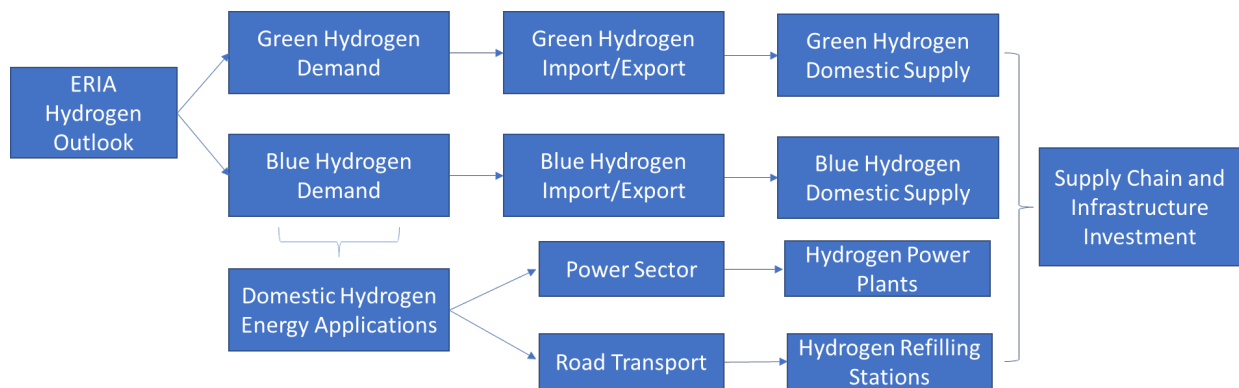 ERIA
Hydrogen
Outlook
Green Hydrogen
Demand
Green Hydrogen
Import/Export
Green Hydrogen
Domestic Supply
Blue Hydrogen
Demand
Blue Hydrogen
Import/Export
Blue Hydrogen
Domestic Supply
Supply Chain and
Infrastructure
Investment
Domestic Hydrogen
Energy Applications
Power Sector
Hydrogen Power
Plants
Road Transport
Hydrogen Refilling
Stations